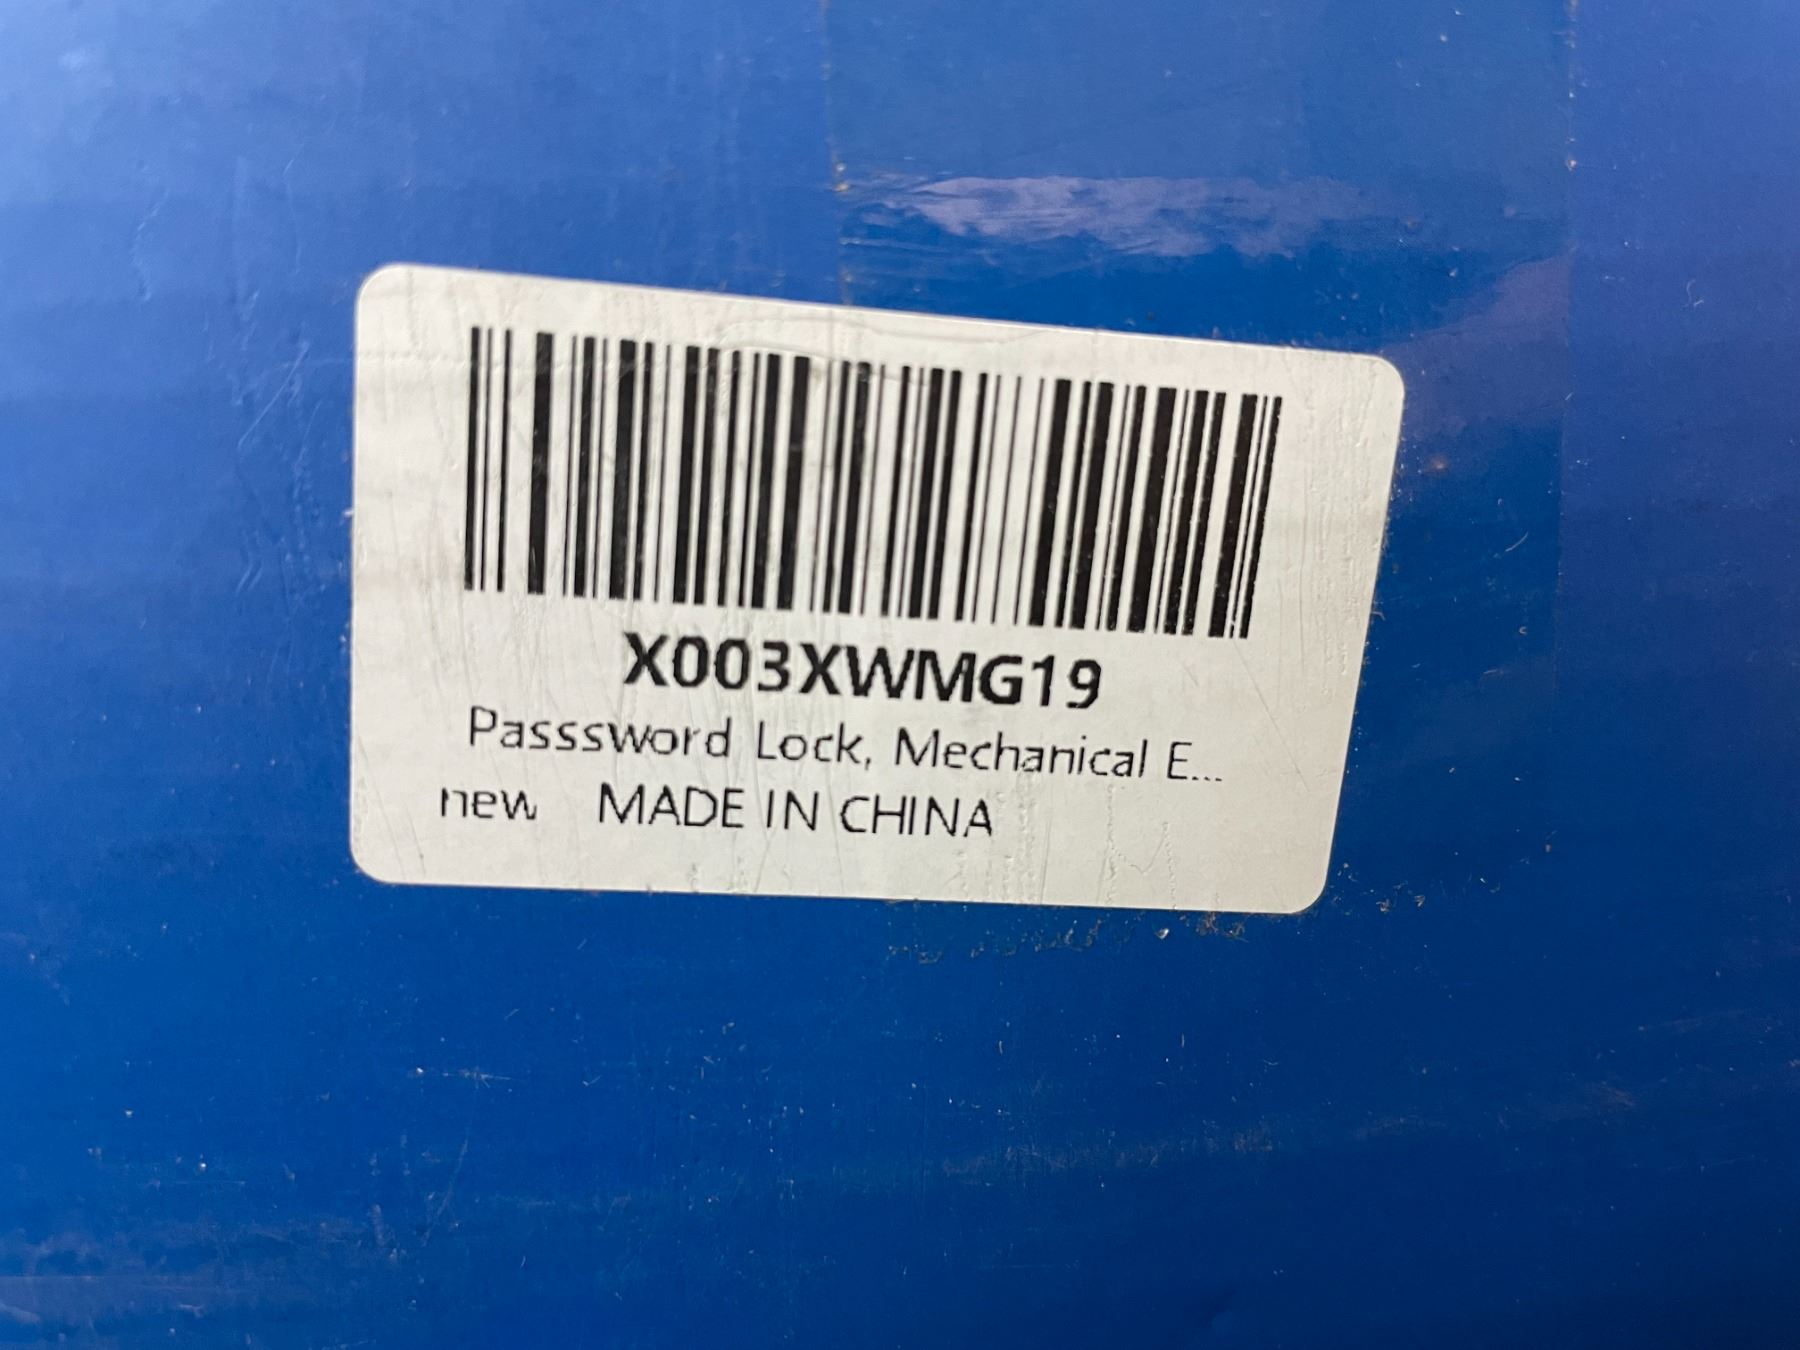 X003XWMG19
Passsword Lock, Mechanical E...
new MADE IN CHINA